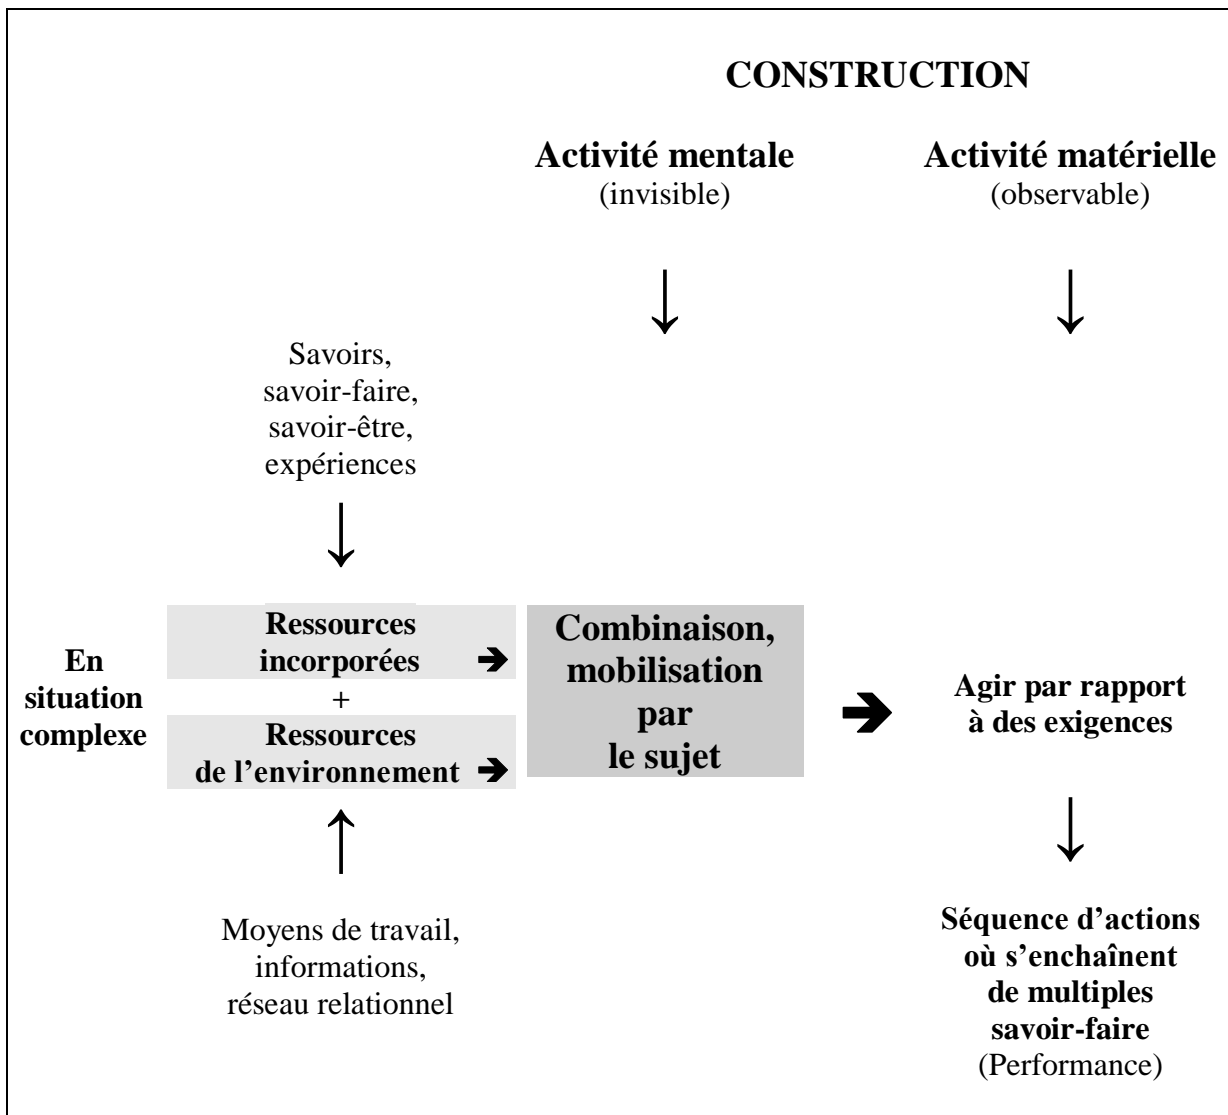 CONSTRUCTION
Activité mentale
(invisible)
Activité matérielle
(observable)
Savoirs,
savoir-faire,
savoir-être,
expériences
En
situation
complexe
Ressources
incorporées
+
Ressources
de l’environnement
Combinaison,
mobilisation
par
le sujet
Agir par rapport
à des exigences
Moyens de travail,
informations,
réseau relationnel
Séquence d’actions
où s’enchaînent
de multiples
savoir-faire
(Performance)